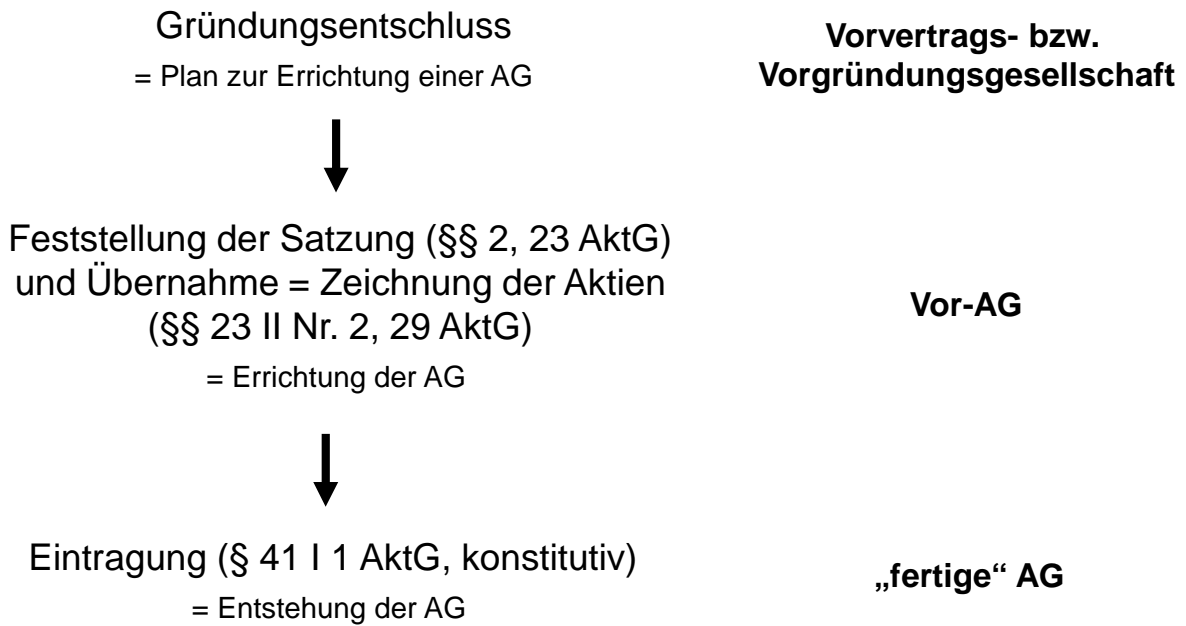 Gründungsentschluss
= Plan zur Errichtung einer AG
Vorvertrags- bzw.
Vorgründungsgesellschaft
Feststellung der Satzung (§§ 2, 23 AktG)
und Übernahme = Zeichnung der Aktien
(§§ 23 II Nr. 2, 29 AktG)
= Errichtung der AG
Vor-AG
Eintragung (§ 41 I 1 AktG, konstitutiv)
= Entstehung der AG
„fertige“ AG